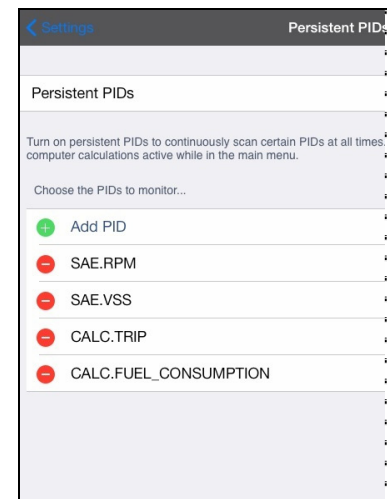 Settings
Persistent PIDs
Persistent PIDs
Turn on persistent PIDs to continuously scan certain PIDs at all times.
computer calculations active while in the main menu.
Choose the PIDs to monitor...
Add PID
SAE.RPM
SAE.VSS
CALC.TRIP
CALC.FUEL_CONSUMPTION